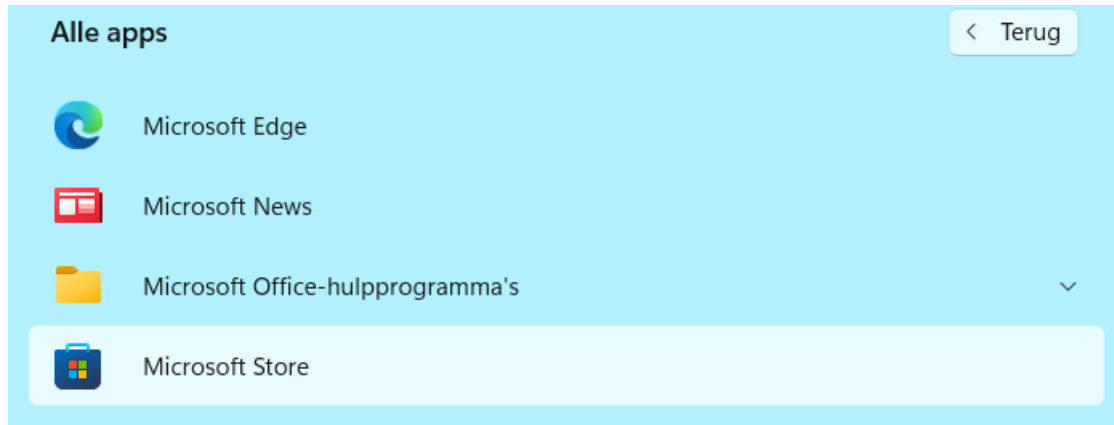 Alle apps
Terug
Microsoft Edge
Microsoft News
Microsoft Office-hulpprogramma's
Microsoft Store